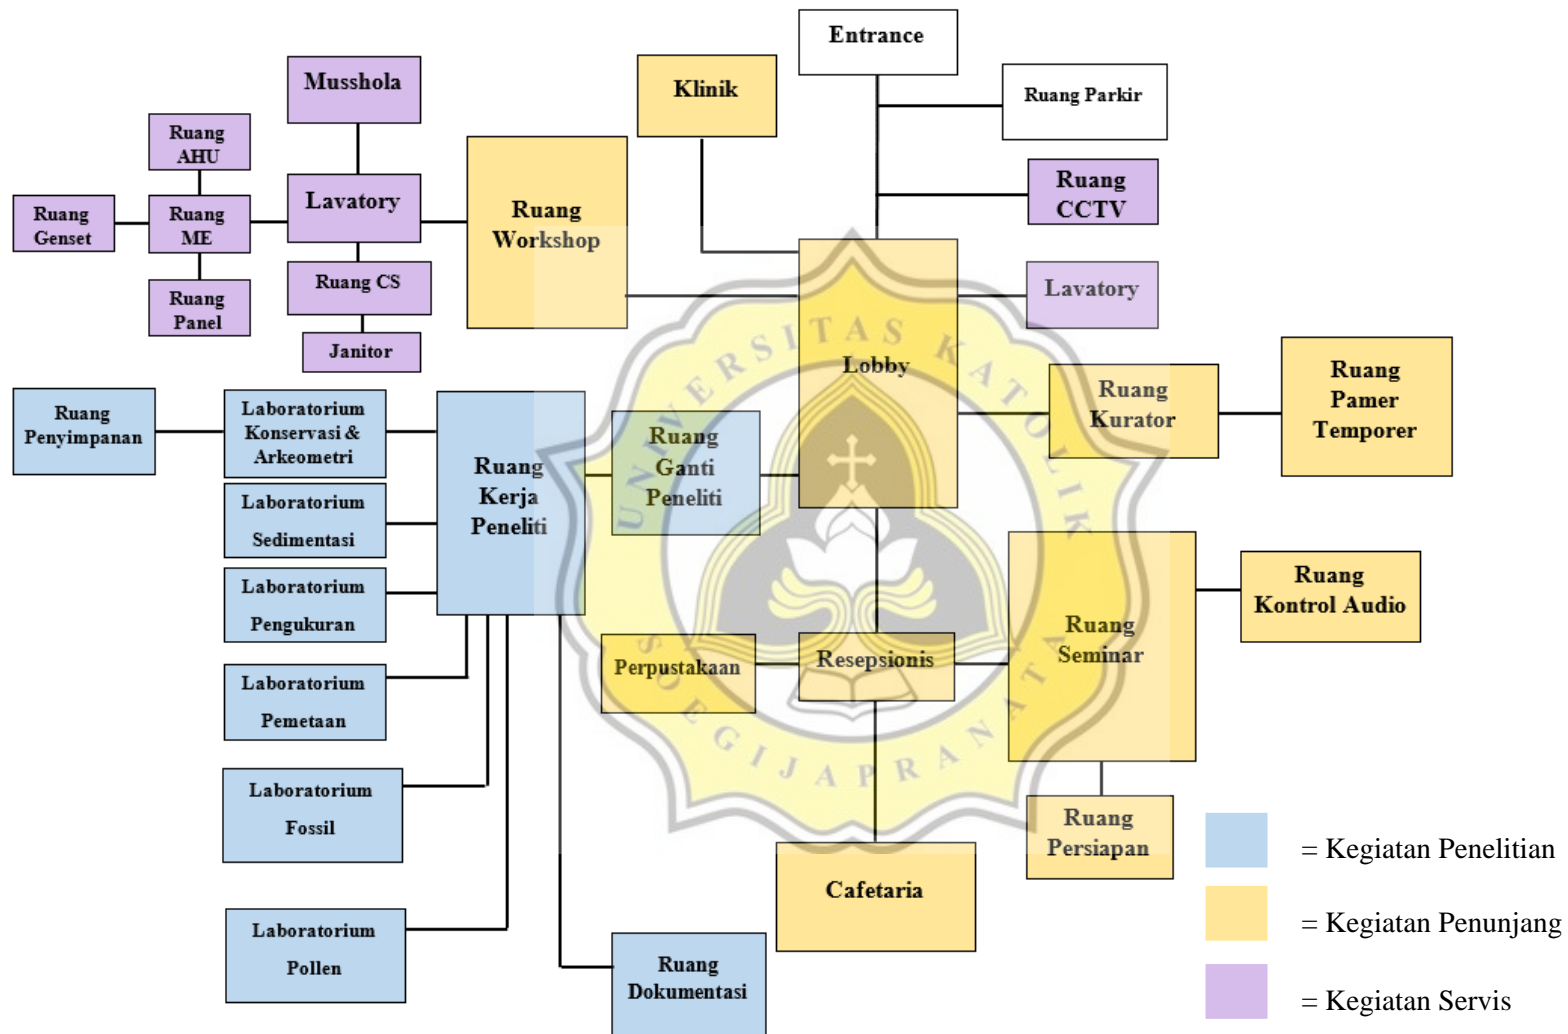 Entrance
Ruang Parkir
Klinik
Musshola
Ruang
AHU
Ruang
CCTV
Lavatory
Ruang
Workshop
Ruang
Genset
Ruang
ME
Ruang
Panel
Ruang CS
Janitor
Lavatory
Lobby
Ruang
Kurator
Ruang
Pamer
Temporer
Ruang
Penyimpanan
Laboratorium
Konservasi &
Arkeometri
Ruang
Kerja
Peneliti
Ruang
Ganti
Peneliti
Laboratorium
Sedimentasi
Laboratorium
Pengukuran
Laboratorium
Pemetaan
Laboratorium
Fossil
Laboratorium
Pollen
Ruang
Dokumentasi
Perpustakaan
Resepsionis
Ruang
Seminar
Ruang
Kontrol Audio
Ruang
Persiapan
Cafetaria
= Kegiatan Penelitian
= Kegiatan Penunjang
= Kegiatan Servis
UNIVERSITAS KATOLIK
SOEGIJAPRANATA